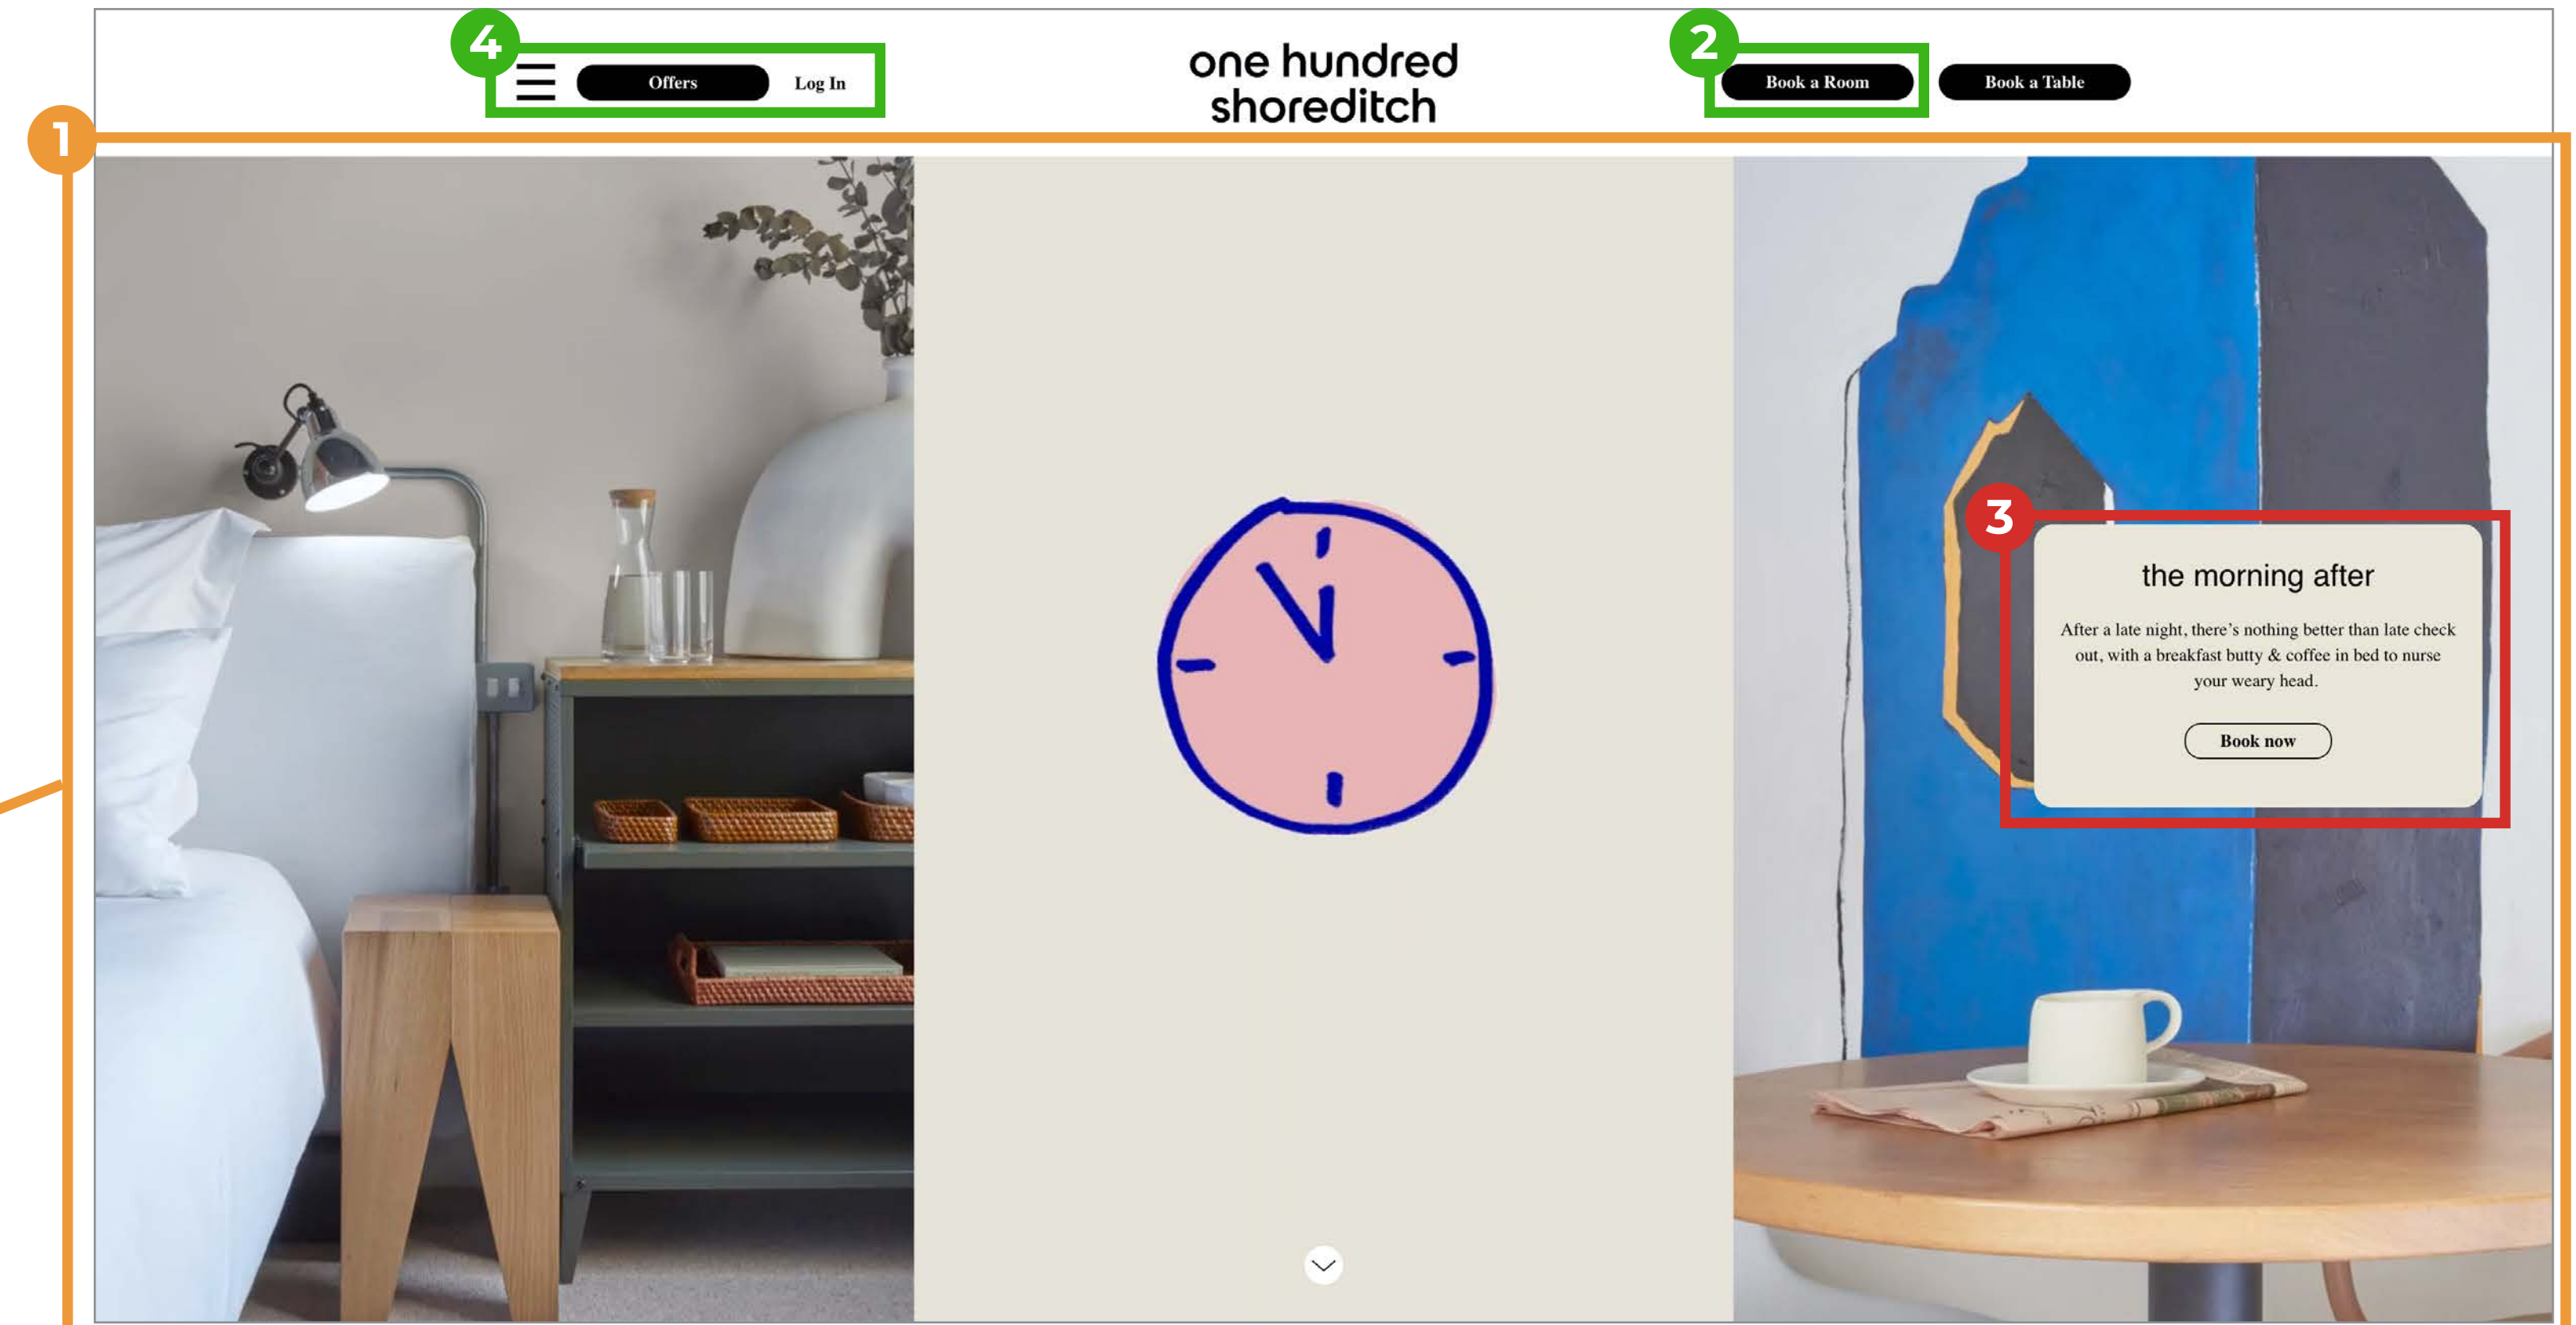 4
Offers
Log In
one hundred
shoreditch
2
Book a Room
Book a Table
1
3
the morning after
After a late night, there’s nothing better than late check
out, with a breakfast butty & coffee in bed to nurse
your weary head.
Book now